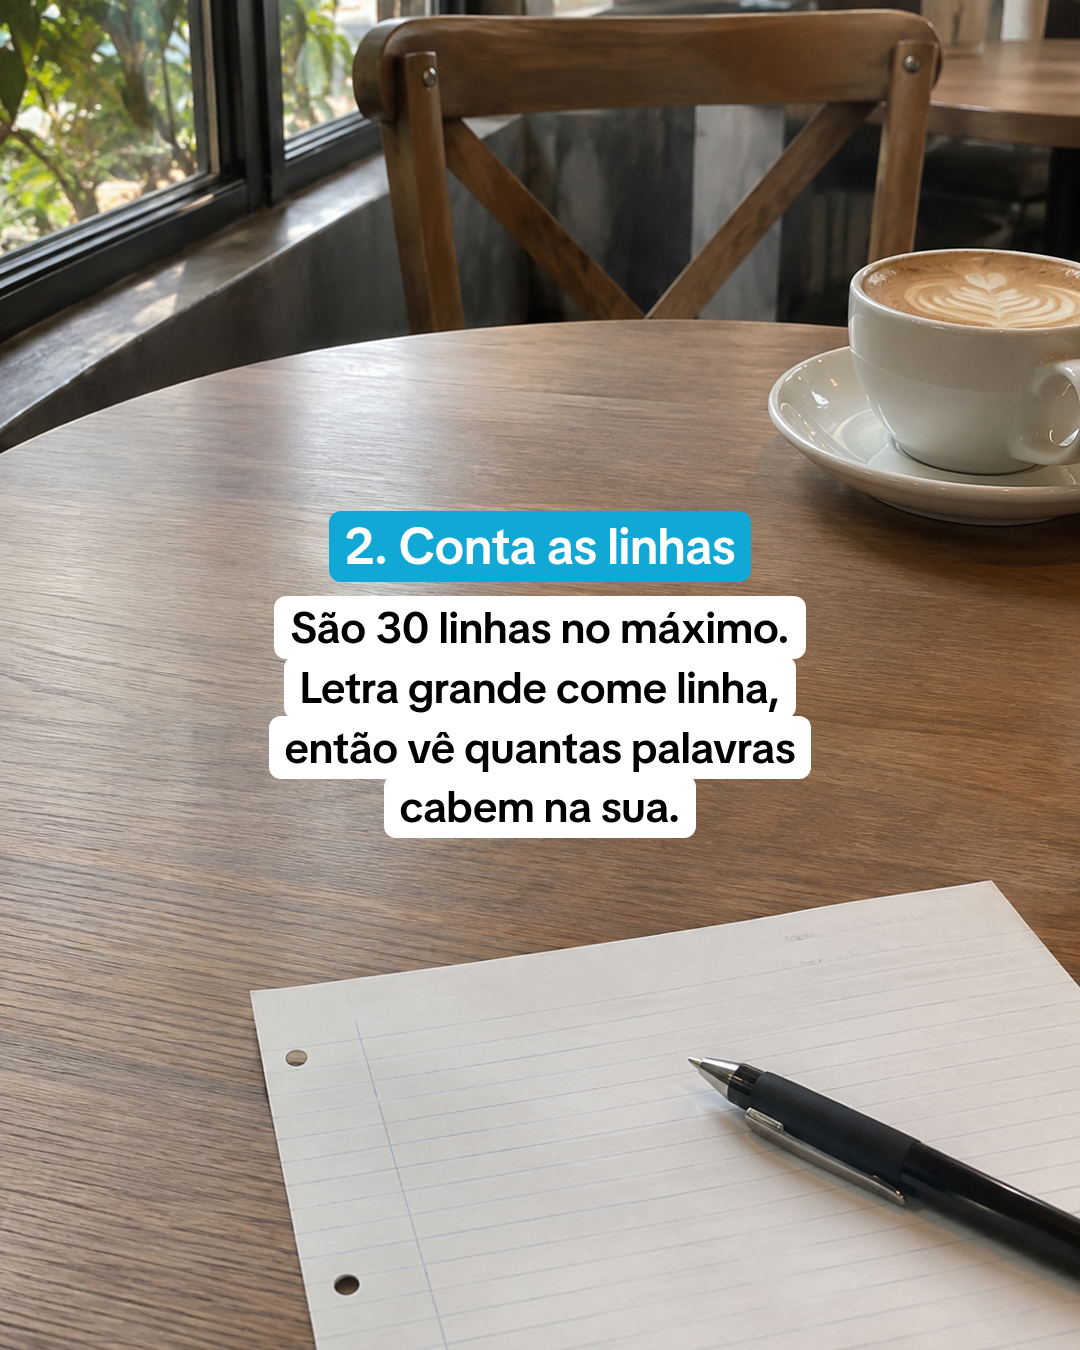 2. Conta as linhas
São 30 linhas no máximo.
Letra grande come linha,
então vê quantas palavras
cabem na sua.